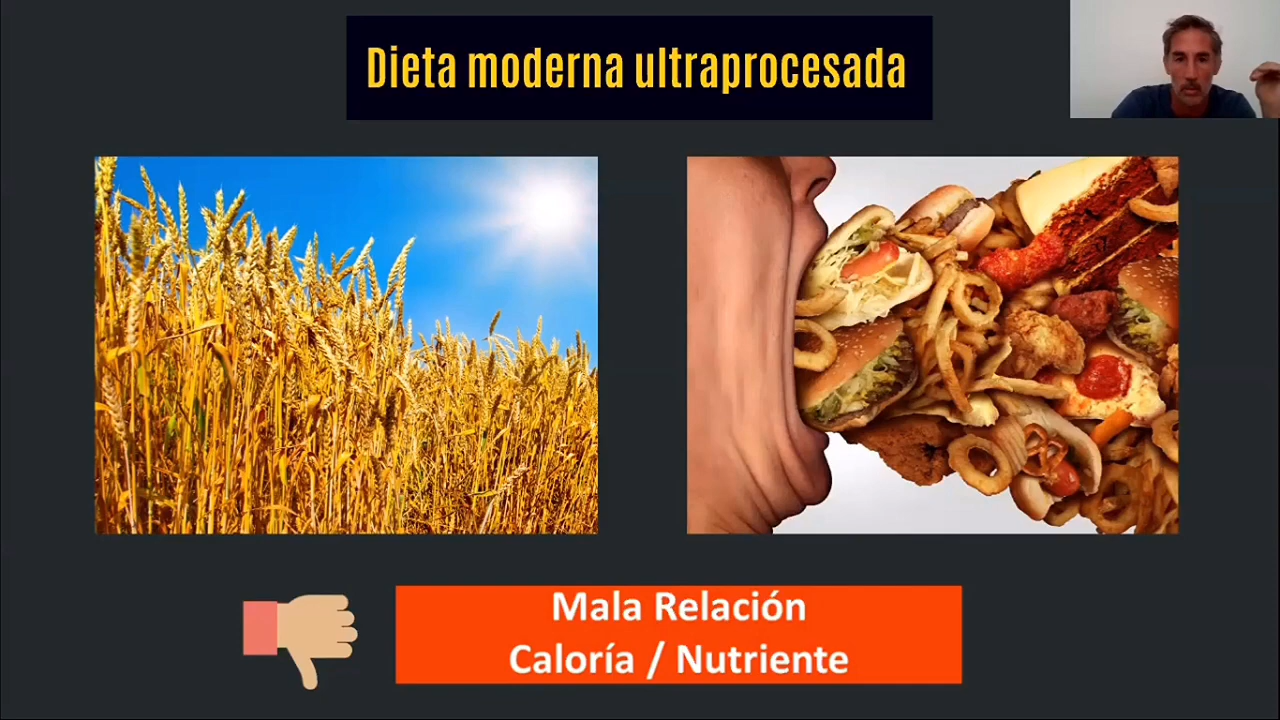 Dieta moderna ultraprocesada
Mala Relación
Caloría / Nutriente